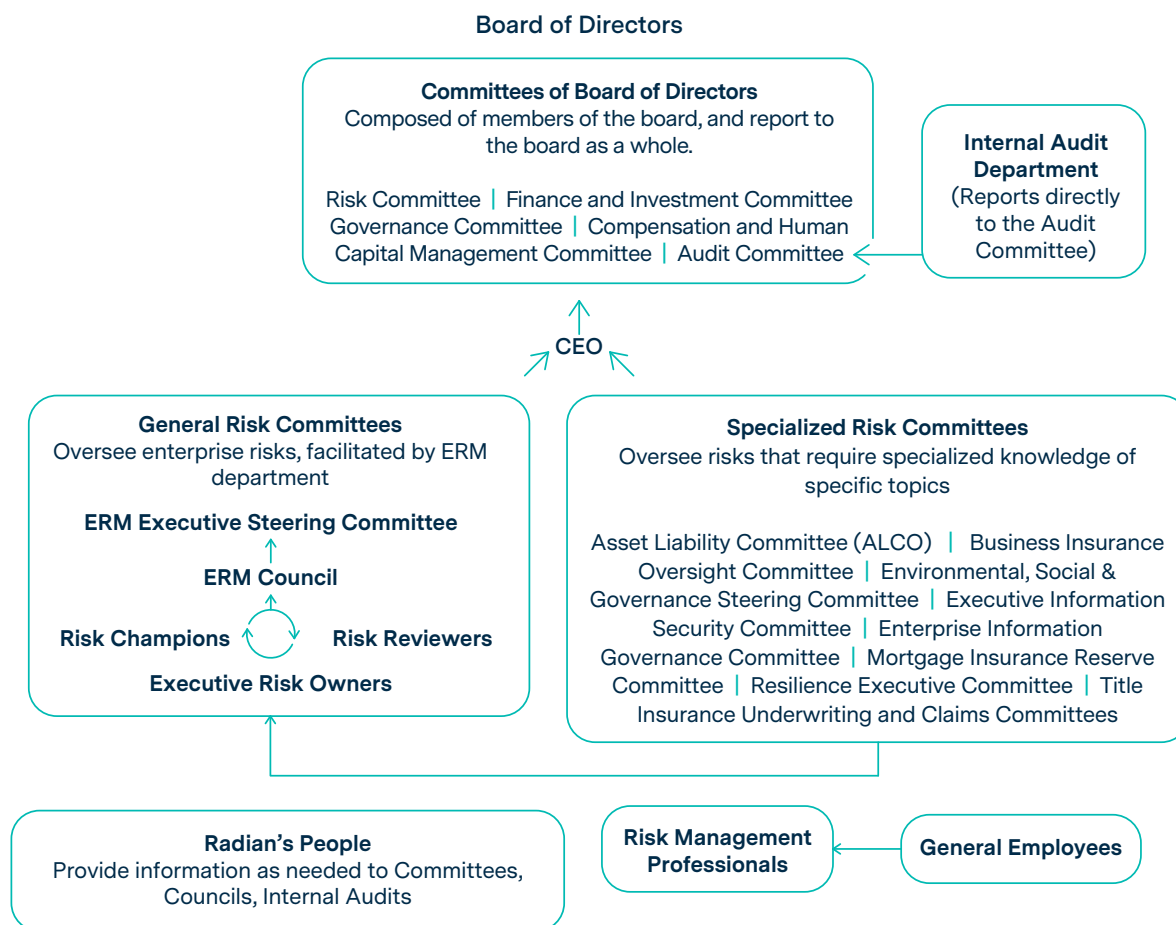 Board of Directors
Committees of Board of Directors
Composed of members of the board, and report to
the board as a whole.
Risk Committee | Finance and Investment Committee
Governance Committee | Compensation and Human
Capital Management Committee | Audit Committee
Internal Audit
Department
(Reports directly
to the Audit
Committee)
CEO
General Risk Committees
Oversee enterprise risks, facilitated by ERM
department
ERM Executive Steering Committee
ERM Council
Risk Champions
Risk Reviewers
Executive Risk Owners
Specialized Risk Committees
Oversee risks that require specialized knowledge of
specific topics
Asset Liability Committee (ALCO) | Business Insurance
Oversight Committee | Environmental, Social &
Governance Steering Committee | Executive Information
Security Committee | Enterprise Information
Governance Committee | Mortgage Insurance Reserve
Committee | Resilience Executive Committee | Title
Insurance Underwriting and Claims Committees
Radian’s People
Provide information as needed to Committees,
Councils, Internal Audits
Risk Management
Professionals
General Employees